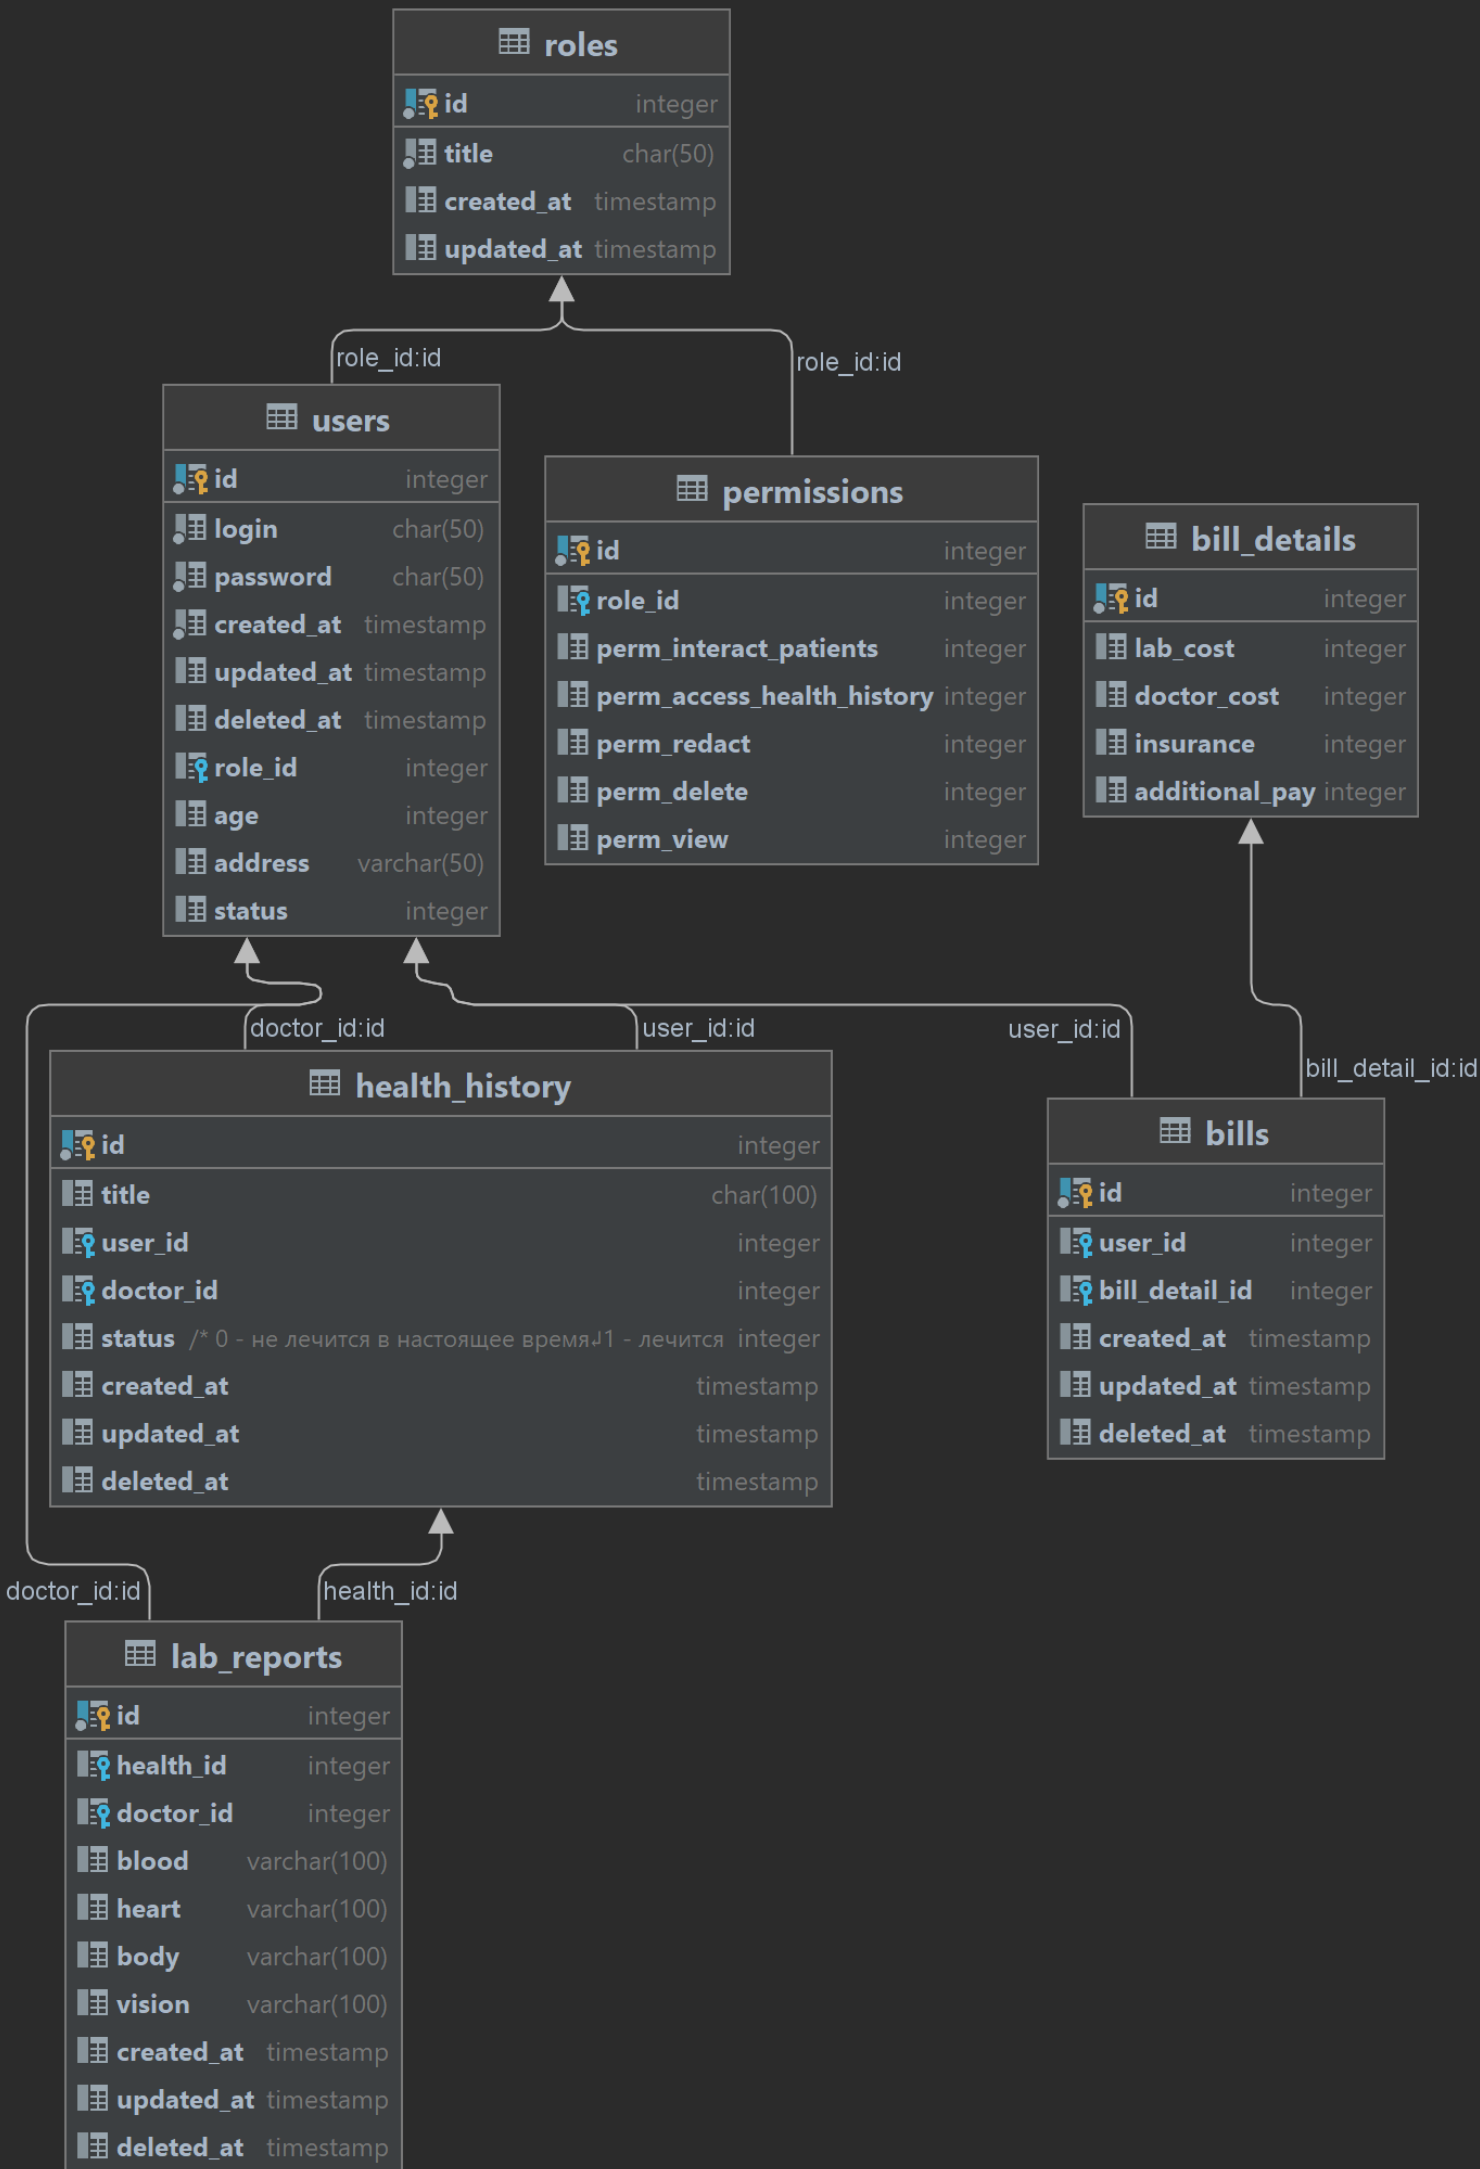 roles
id integer
title char(50)
created_at timestamp
updated_at timestamp
role_id:id
role_id:id
users
id integer
login char(50)
password char(50)
created_at timestamp
updated_at timestamp
deleted_at timestamp
role_id integer
age integer
address varchar(50)
status integer
permissions
id integer
role_id integer
perm_interact_patients integer
perm_access_health_history integer
perm_redact integer
perm_delete integer
perm_view integer
bill_details
id integer
lab_cost integer
doctor_cost integer
insurance integer
additional_pay integer
doctor_id:id
user_id:id
user_id:id
bill_detail_id:id
health_history
id integer
title char(100)
user_id integer
doctor_id integer
status /* 0 - не лечится в настоящее время↲1 - лечится integer
created_at timestamp
updated_at timestamp
deleted_at timestamp
bills
id integer
user_id integer
bill_detail_id integer
created_at timestamp
updated_at timestamp
deleted_at timestamp
doctor_id:id
health_id:id
lab_reports
id integer
health_id integer
doctor_id integer
blood varchar(100)
heart varchar(100)
body varchar(100)
vision varchar(100)
created_at timestamp
updated_at timestamp
deleted_at timestamp